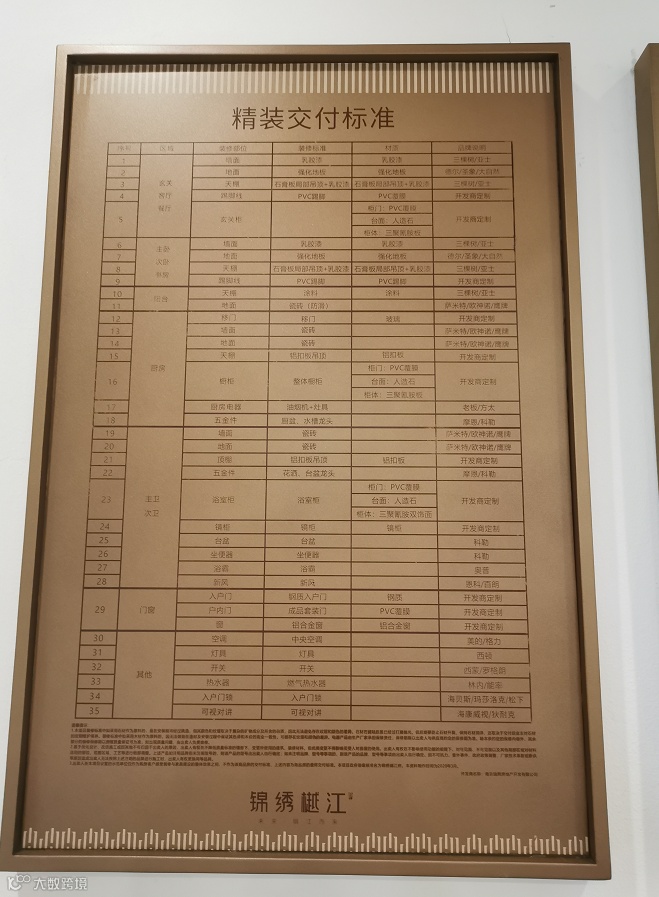 精装交付标准
序号 区域 装修部位 装修标准 材质 品牌说明
1 玄关 客厅 餐厅 墙面 乳胶漆 乳胶漆 三棵树/亚士
2 地面 强化地板 强化地板 德尔/圣象/大自然
3 天棚 石膏板局部吊顶+乳胶漆 石膏板局部吊顶+乳胶漆 三棵树/亚士
4 踢脚线 PVC踢脚 PVC覆膜 开发商定制
5 玄关柜 柜门：PVC覆膜 开发商定制
台面：人造石
柜体：三聚氰胺板
6 主卧 次卧 书房 墙面 乳胶漆 乳胶漆 三棵树/亚士
7 地面 强化地板 强化地板 德尔/圣象/大自然
8 天棚 石膏板局部吊顶+乳胶漆 石膏板局部吊顶+乳胶漆 三棵树/亚士
9 踢脚线 PVC踢脚 PVC踢脚 开发商定制
10 阳台 天棚 涂料 涂料 三棵树/亚士
11 地面 瓷砖（防滑） 萨米特/欧神诺/鹰牌
12 厨房 移门 移门 玻璃 开发商定制
13 墙面 瓷砖 萨米特/欧神诺/鹰牌
14 地面 瓷砖 萨米特/欧神诺/鹰牌
15 天棚 铝扣板吊顶 铝扣板 开发商定制
16 橱柜 整体橱柜 柜门：PVC覆膜 开发商定制
台面：人造石
柜体：三聚氰胺板
17 厨房电器 油烟机+灶具 老板/方太
18 五金件 厨盆、水槽龙头 摩恩/科勒
19 主卫 次卫 墙面 瓷砖 萨米特/欧神诺/鹰牌
20 地面 瓷砖 萨米特/欧神诺/鹰牌
21 顶棚 铝扣板吊顶 铝扣板 开发商定制
22 五金件 花洒、台盆龙头 摩恩/科勒
23 浴室柜 浴室柜 柜门：PVC覆膜 开发商定制
台面：人造石
柜体：三聚氰胺双饰面
24 镜柜 镜柜 镜柜 开发商定制
25 台盆 台盆 科勒
26 坐便器 坐便器 科勒
27 浴霸 浴霸 奥普
28 新风 新风 恩科/百朗
29 门窗 入户门 钢质入户门 钢质 开发商定制
户内门 成品套装门 PVC覆膜 开发商定制
窗 铝合金窗 铝合金窗 开发商定制
30 其他 空调 中央空调 美的/格力
31 灯具 灯具 西顿
32 开关 开关 西蒙/罗格朗
33 热水器 燃气热水器 林内/能率
34 入户门锁 入户门锁 海贝斯/玛莎洛克/松下
35 可视对讲 可视对讲 海康威视/狄耐克
锦绣樾江
大数跨境